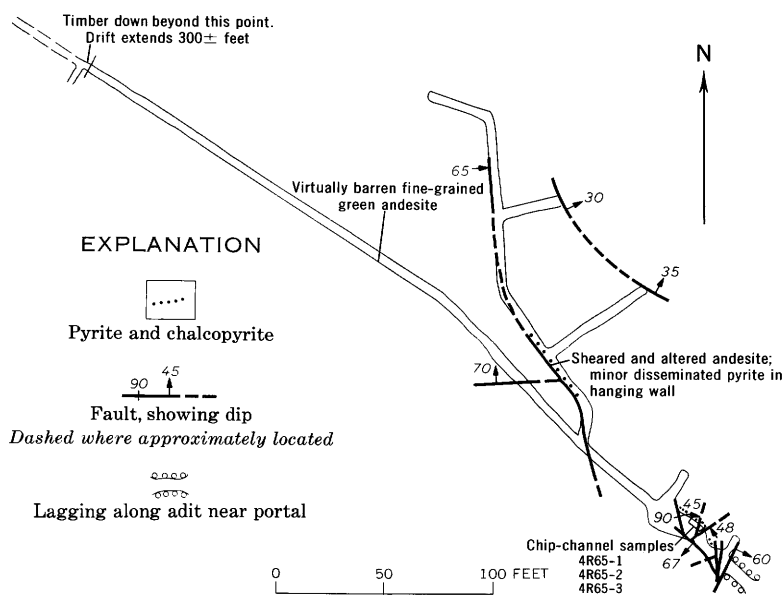 Timber down beyond this point.
Drift extends 300± feet
N
65
Virtually barren fine-grained
green andesite
30
EXPLANATION
35
Pyrite and chalcopyrite
Sheared and altered andesite;
minor disseminated pyrite in
hanging wall
70
90
45
Fault, showing dip
Dashed where approximately located
Lagging along adit near portal
45
90
48
Chip-channel samples
4R65-1
4R65-2
4R65-3
67
60
0
50
100 FEET